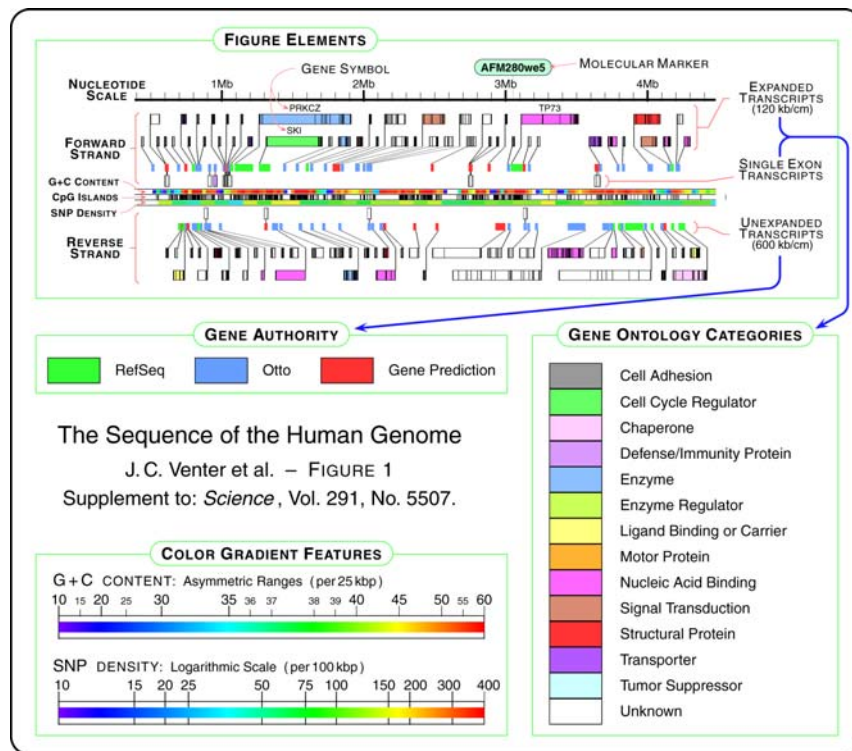 FIGURE ELEMENTS
GENE SYMBOL
AFM280we5
MOLECULAR MARKER
NUCLEOTIDE SCALE
1Mb 2Mb 3Mb 4Mb
EXPANDED TRANSCRIPTS
(120 kb/cm)
PRKCZ
TP73
SKI
FORWARD STRAND
SINGLE EXON TRANSCRIPTS
G+C CONTENT
CPG ISLANDS
SNP DENSITY
REVERSE STRAND
UNEXPANDED TRANSCRIPTS
(600 kb/cm)
GENE AUTHORITY
RefSeq
Otto
Gene Prediction
The Sequence of the Human Genome
J. C. Venter et al. – FIGURE 1
Supplement to: Science, Vol. 291, No. 5507.
COLOR GRADIENT FEATURES
G+C CONTENT: Asymmetric Ranges (per 25 kbp)
10 15 20 25 30 35 36 37 38 39 40 45 50 55 60
SNP DENSITY: Logarithmic Scale (per 100 kbp)
10 15 20 25 50 75 100 150 200 300 400
GENE ONTOLOGY CATEGORIES
Cell Adhesion
Cell Cycle Regulator
Chaperone
Defense/Immunity Protein
Enzyme
Enzyme Regulator
Ligand Binding or Carrier
Motor Protein
Nucleic Acid Binding
Signal Transduction
Structural Protein
Transporter
Tumor Suppressor
Unknown